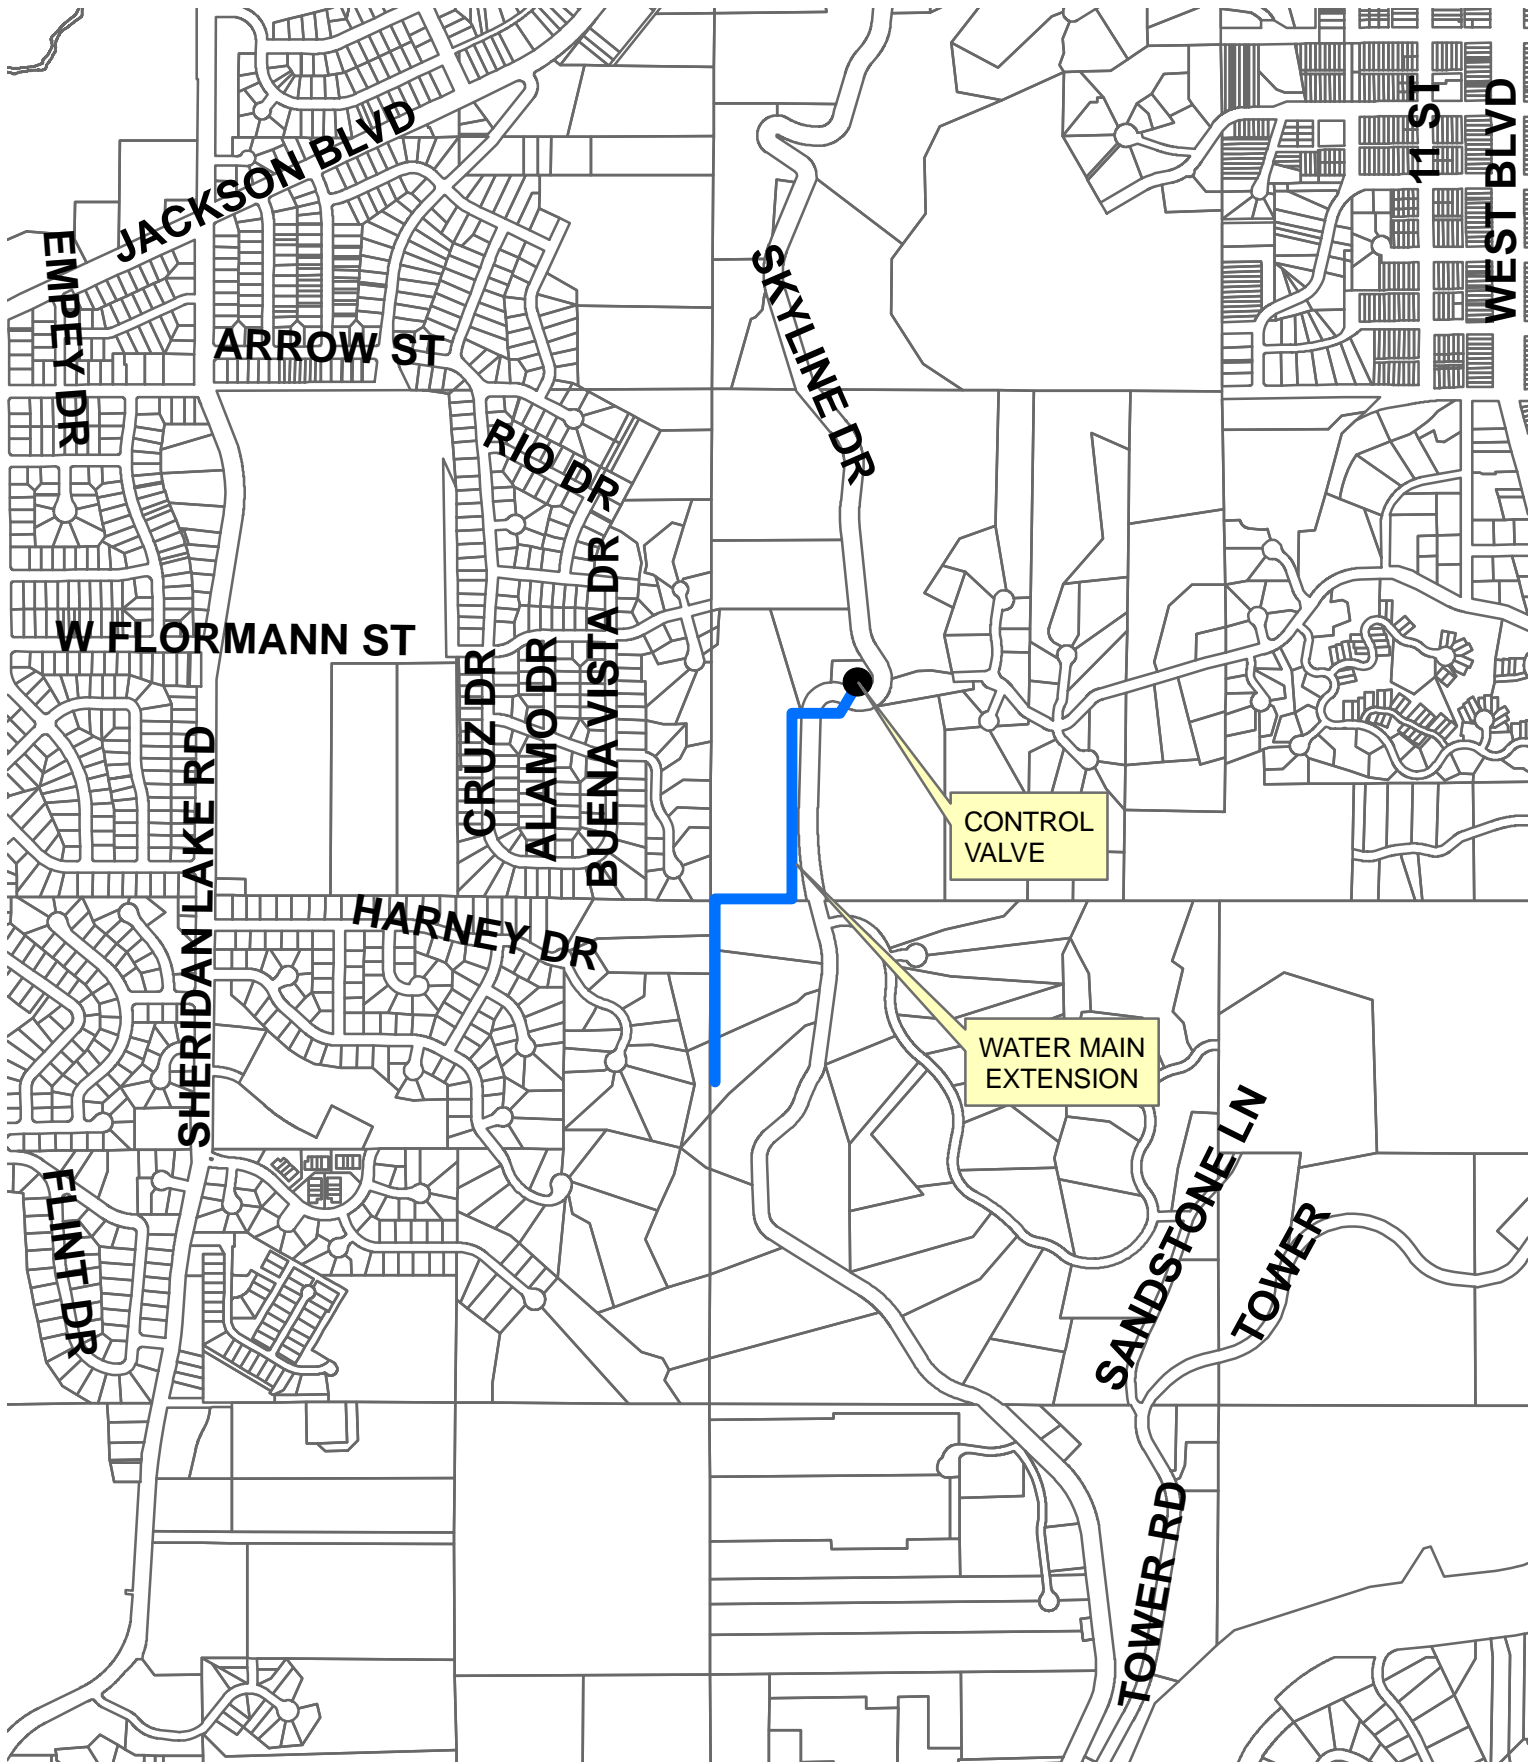 11 ST
WEST BLVD
JACKSON BLVD
EMPEY DR
SKYLINE DR
ARROW ST
RIO DR
W FLORMANN ST
CRUZ DR
ALAMO DR
BUENA VISTA DR
SHERIDAN LAKE RD
CONTROL
VALVE
HARNEY DR
WATER MAIN
EXTENSION
SANDSTONE LN
FLINT DR
TOWER
TOWER RD